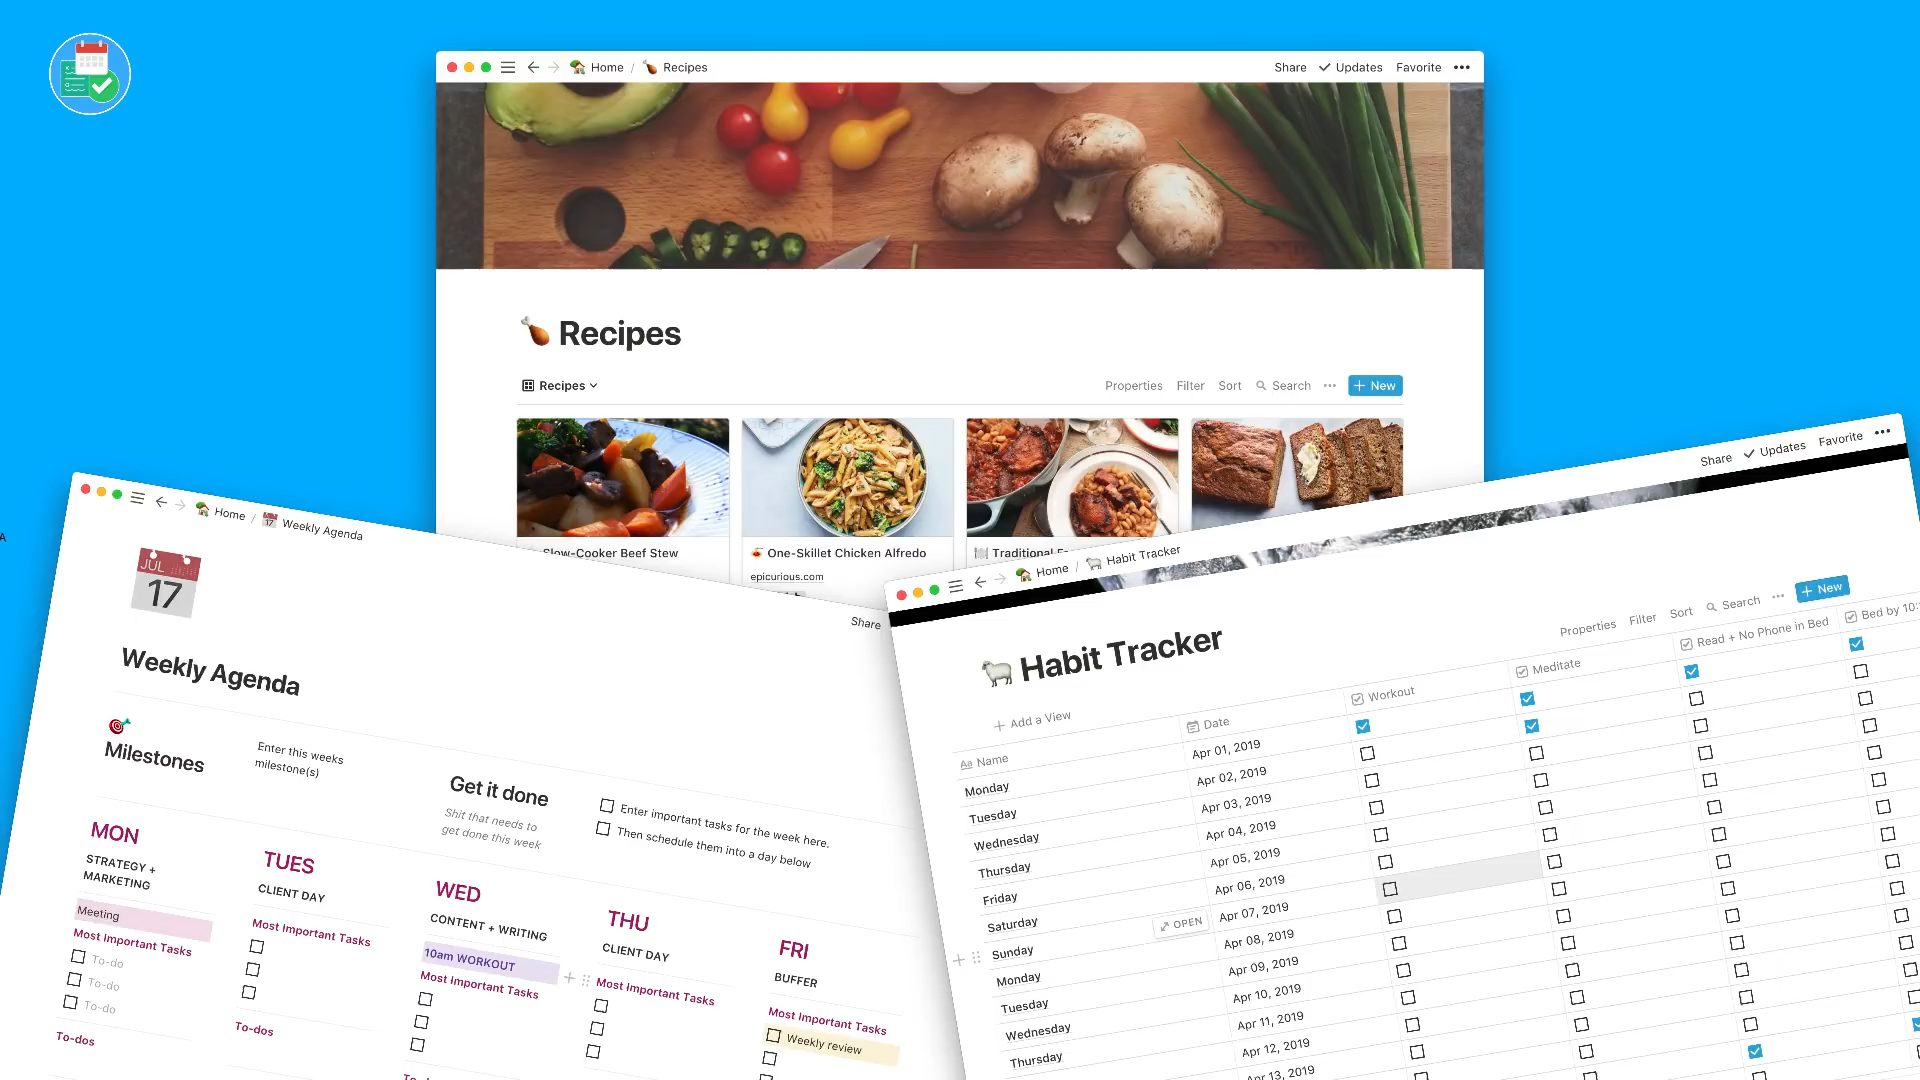 Home / Recipes
Share Updates Favorite
Recipes
Recipes
Properties Filter Sort Search New
Slow-Cooker Beef Stew
One-Skillet Chicken Alfredo
epicurious.com
Traditional
Home / Weekly Agenda
Share
JUL
17
Weekly Agenda
Milestones
Enter this weeks
milestone(s)
Get it done
Shit that needs to
get done this week
Enter important tasks for the week here.
Then schedule them into a day below
MON
STRATEGY +
MARKETING
Meeting
Most Important Tasks
To-do
To-do
To-do
To-dos
TUES
CLIENT DAY
Most Important Tasks
To-dos
WED
CONTENT + WRITING
10am WORKOUT
Most Important Tasks
THU
CLIENT DAY
Most Important Tasks
FRI
BUFFER
Most Important Tasks
Weekly review
Home / Habit Tracker
Share Updates Favorite
Habit Tracker
Add a View
Properties Filter Sort Search New
Name Date Workout Meditate Read + No Phone in Bed Bed by 10:
Monday Apr 01, 2019
Tuesday Apr 02, 2019
Wednesday Apr 03, 2019
Thursday Apr 04, 2019
Friday Apr 05, 2019
Saturday Apr 06, 2019
Sunday OPEN Apr 07, 2019
Monday Apr 08, 2019
Tuesday Apr 09, 2019
Wednesday Apr 10, 2019
Thursday Apr 11, 2019
Apr 12, 2019
Apr 13, 2019